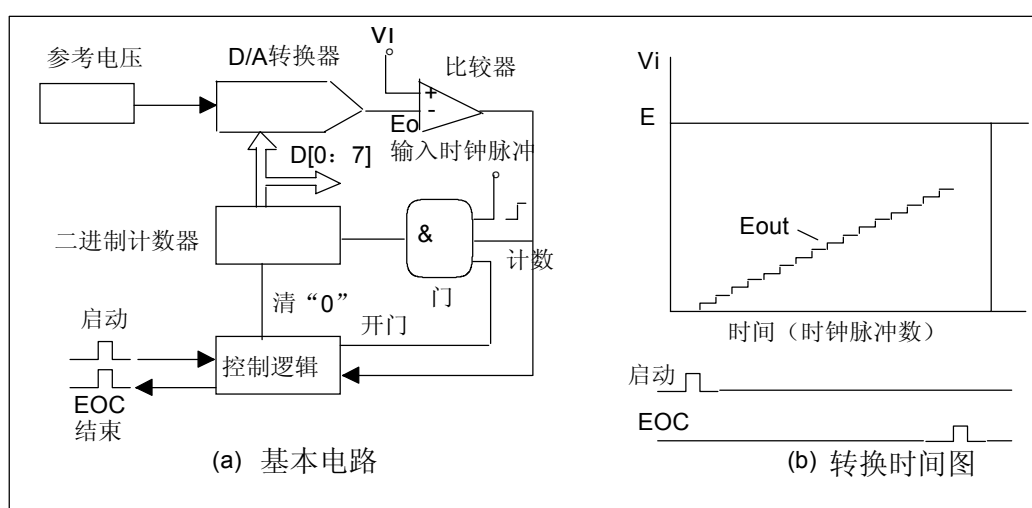 参考电压
D/A转换器
VI
比较器
+
-
Eo
输入时钟脉冲
D[0：7]
二进制计数器
&
计数
门
清“0”
启动
开门
控制逻辑
EOC
结束
(a) 基本电路
Vi
E
Eout
时间（时钟脉冲数）
启动
EOC
(b) 转换时间图